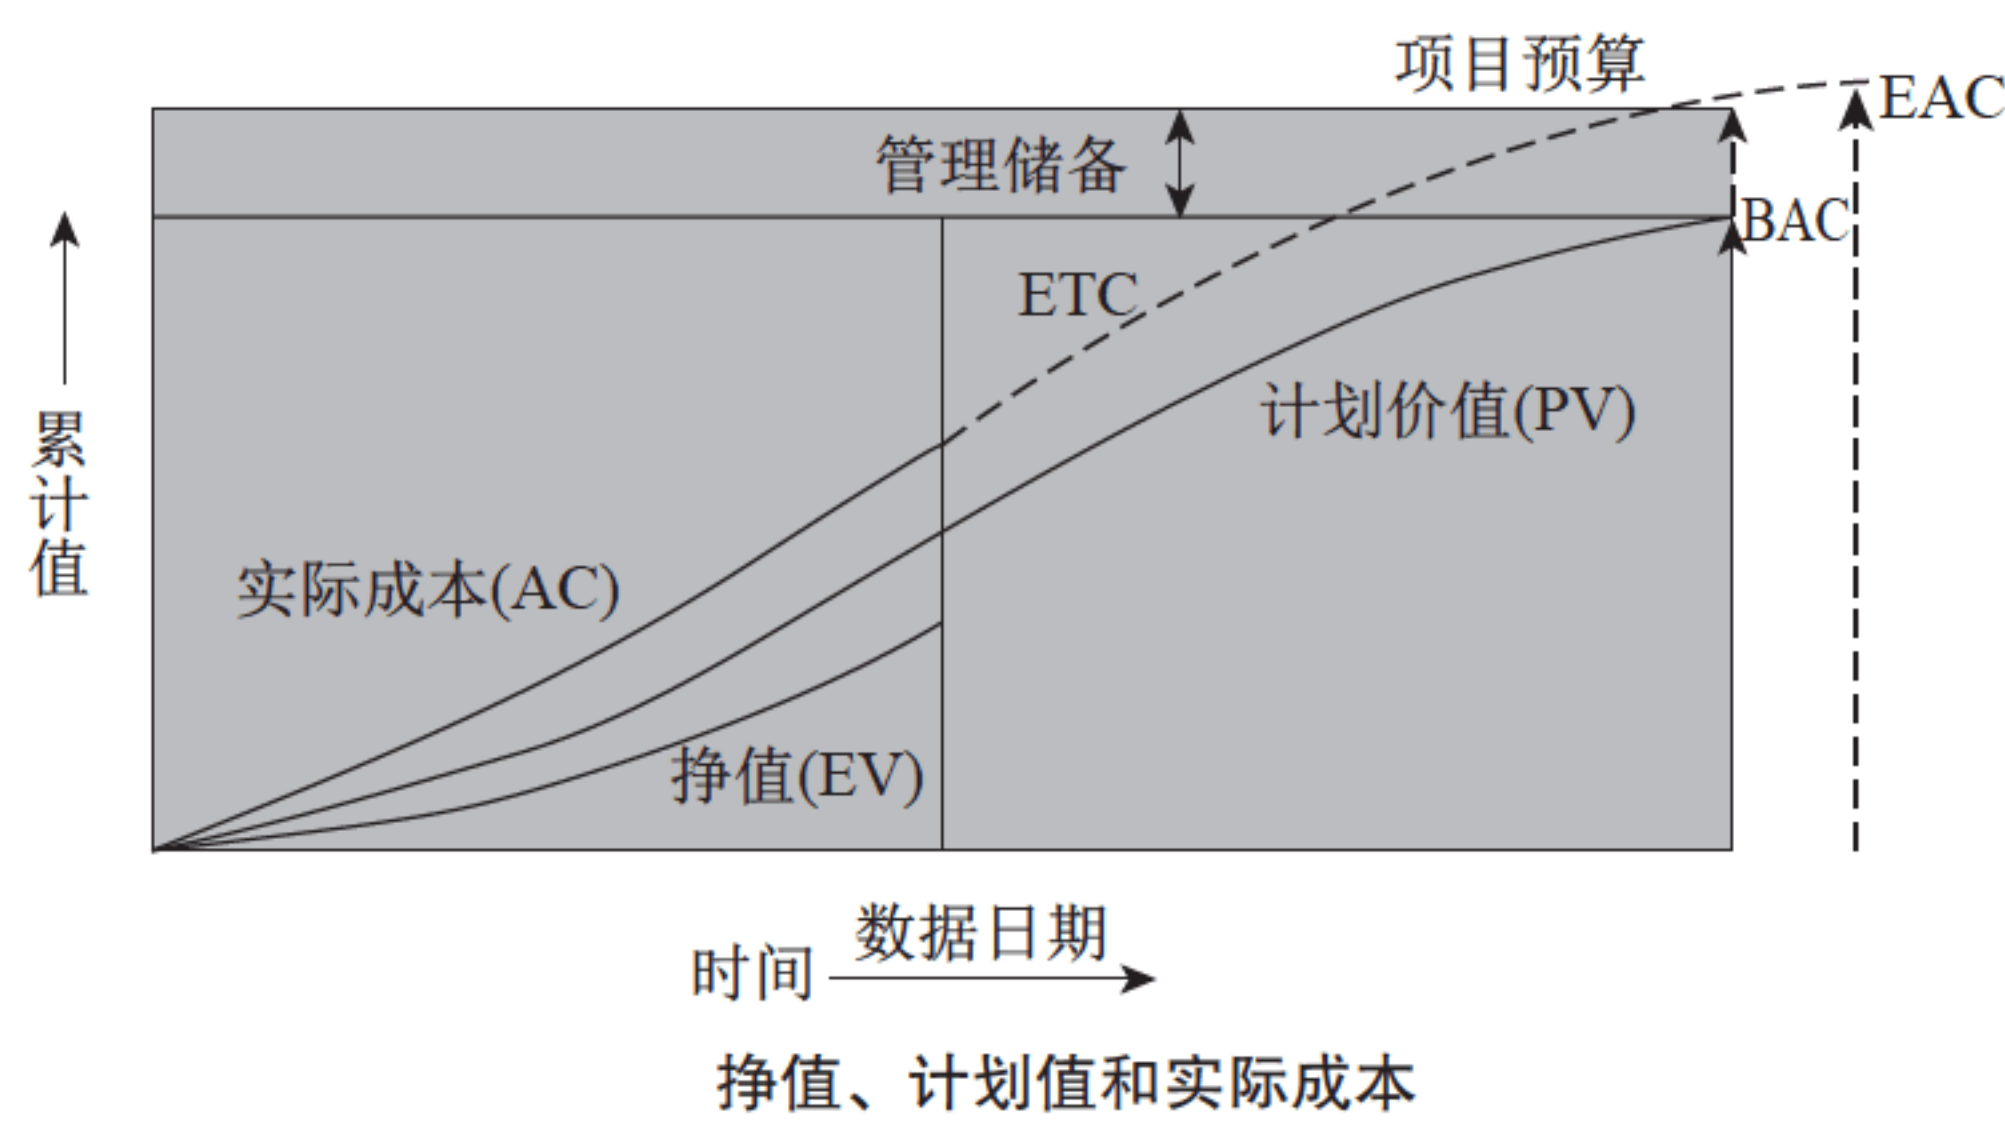 项目预算
EAC
管理储备
BAC
ETC
计划价值(PV)
累计值
实际成本(AC)
挣值(EV)
数据日期
时间
挣值、计划值和实际成本